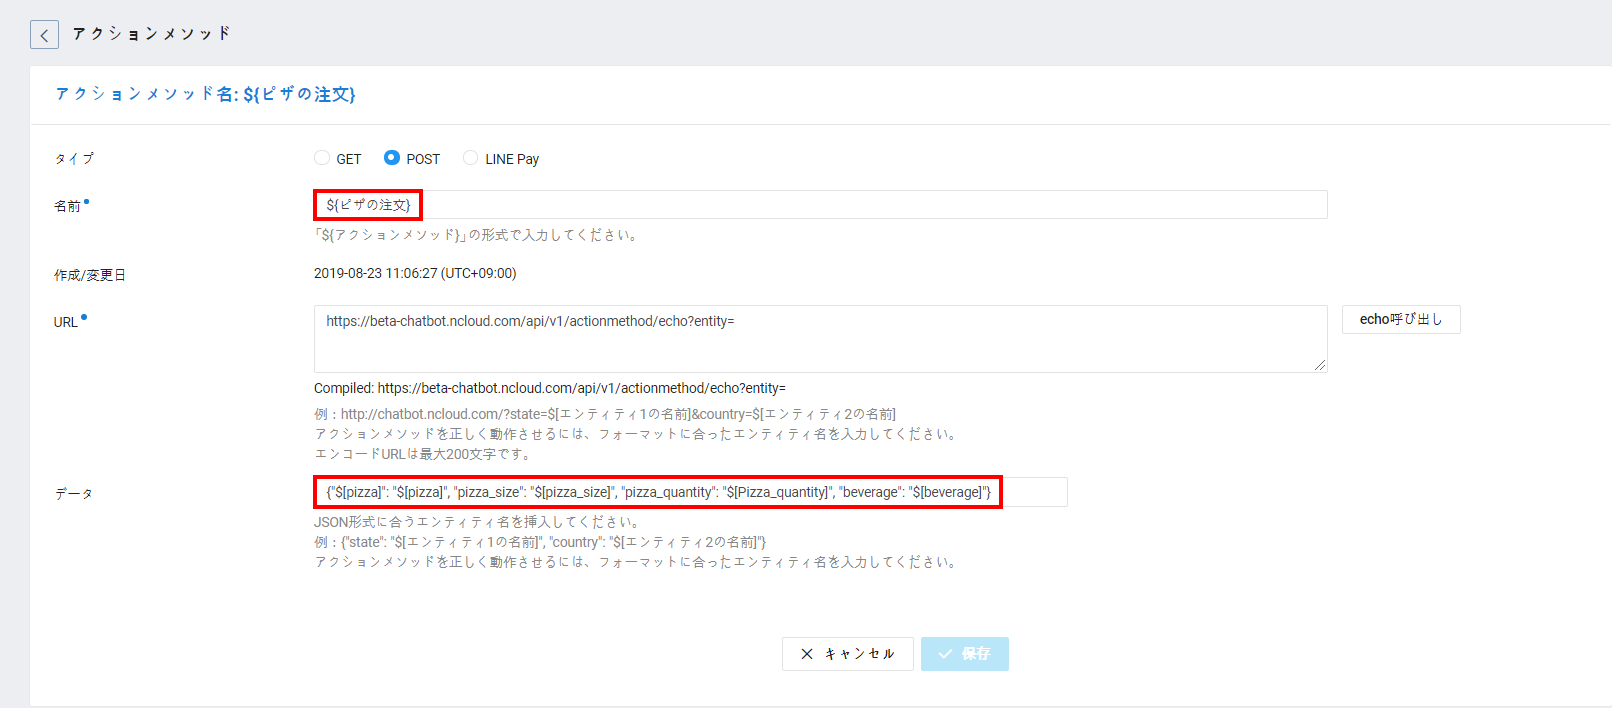 アクションメソッド
アクションメソッド名: ${ピザの注文}
タイプ GET POST LINE Pay
名前 ${ピザの注文}
「${アクションメソッド}」の形式で入力してください。
作成/変更日 2019-08-23 11:06:27 (UTC+09:00)
URL https://beta-chatbot.ncloud.com/api/v1/actionmethod/echo?entity= echo呼び出し
Compiled: https://beta-chatbot.ncloud.com/api/v1/actionmethod/echo?entity=
例：http://chatbot.ncloud.com/?state=$[エンティティ1の名前]&country=$[エンティティ2の名前]
アクションメソッドを正しく動作させるには、フォーマットに合ったエンティティ名を入力してください。
エンコードURLは最大200文字です。
データ {"$[pizza]": "$[pizza]", "pizza_size": "$[pizza_size]", "pizza_quantity": "$[Pizza_quantity]", "beverage": "$[beverage]"}
JSON形式に合うエンティティ名を挿入してください。
例：{"state": "$[エンティティ1の名前]", "country": "$[エンティティ2の名前]"}
アクションメソッドを正しく動作させるには、フォーマットに合ったエンティティ名を入力してください。
キャンセル 保存